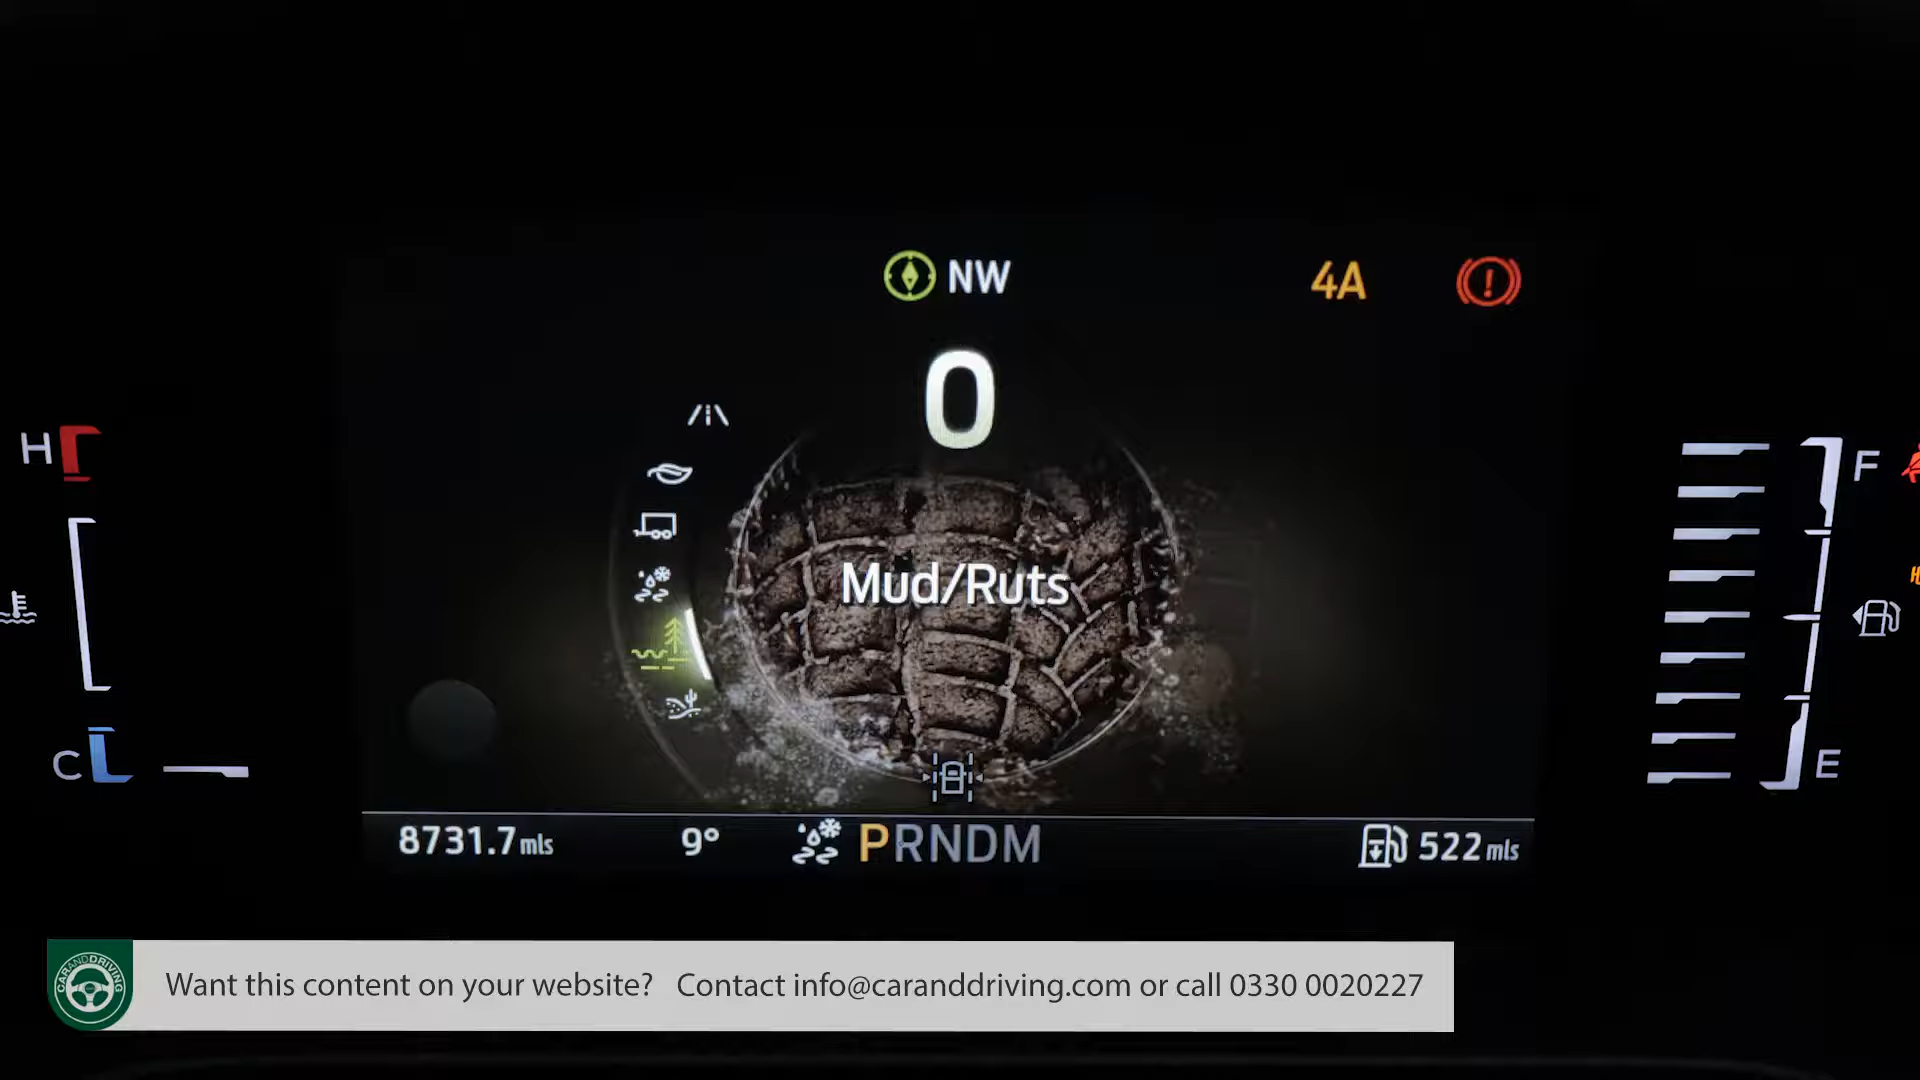 NW
4A
0
H
F
Mud/Ruts
C
E
8731.7 mls
9°
PRNDM
522 mls
CARANDDRIVING
Want this content on your website? Contact info@caranddriving.com or call 0330 0020227